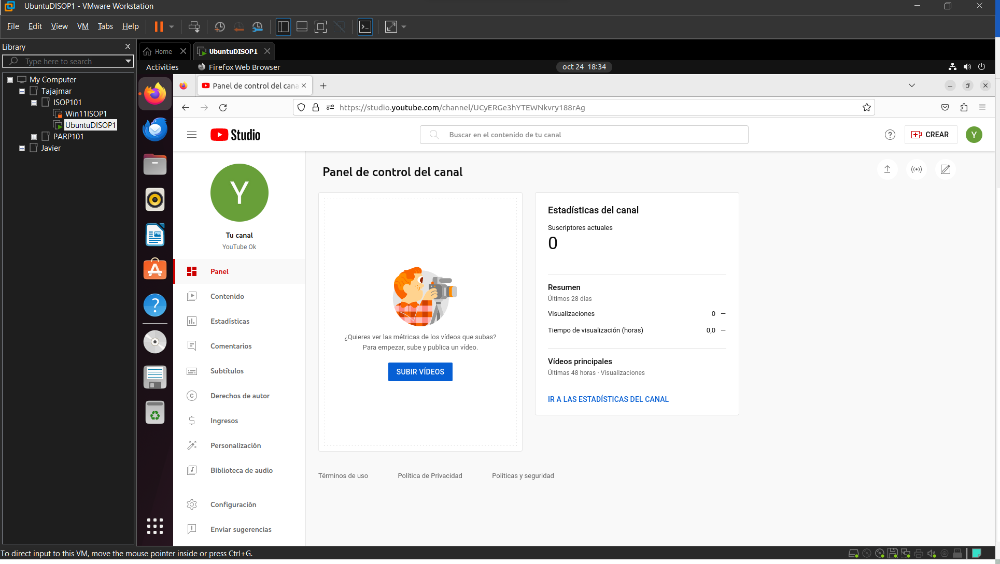 UbuntuDISOP1 - VMware Workstation
File Edit View VM Tabs Help
Library
Type here to search
My Computer
Tajajmar
ISOP101
Win11ISOP1
UbuntuDISOP1
PARP101
Javier
Home
UbuntuDISOP1
Activities
Firefox Web Browser
oct 24 18:34
Panel de control del cana
https://studio.youtube.com/channel/UCyERGe3hYTEWNkvry188rAg
Studio
Buscar en el contenido de tu canal
CREAR
Y
Y
Tu canal
YouTube Ok
Panel
Contenido
Estadísticas
Comentarios
Subtítulos
Derechos de autor
Ingresos
Personalización
Biblioteca de audio
Configuración
Enviar sugerencias
Panel de control del canal
¿Quieres ver las métricas de los vídeos que subas?
Para empezar, sube y publica un vídeo.
SUBIR VÍDEOS
Estadísticas del canal
Suscriptores actuales
0
Resumen
Últimos 28 días
Visualizaciones 0 —
Tiempo de visualización (horas) 0,0 —
Vídeos principales
Últimas 48 horas · Visualizaciones
IR A LAS ESTADÍSTICAS DEL CANAL
Términos de uso Política de Privacidad Políticas y seguridad
To direct input to this VM, move the mouse pointer inside or press Ctrl+G.